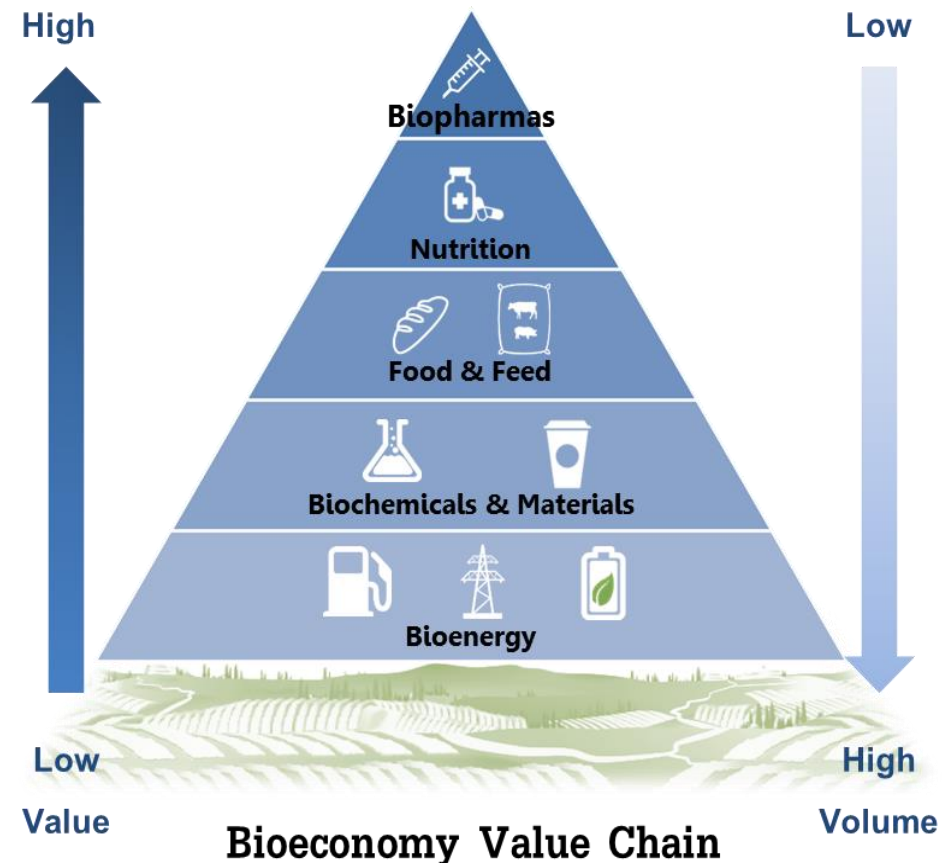 High
Low
Biopharmas
Nutrition
Food & Feed
Biochemicals & Materials
Bioenergy
Low
High
Value
Volume
Bioeconomy Value Chain